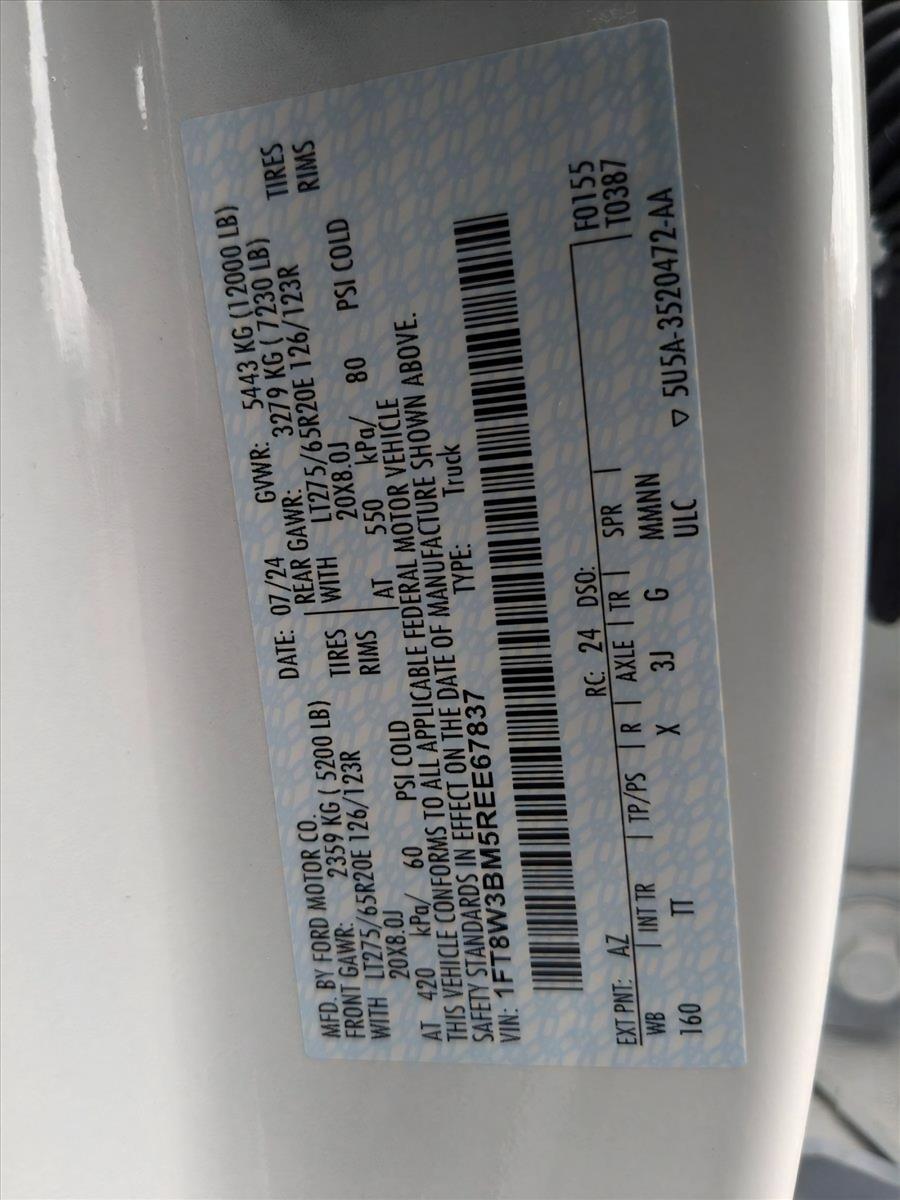 MFD. BY FORD MOTOR CO. DATE: 07/24 GVWR: 5443 KG (12000 LB)
FRONT GAWR: 2359 KG ( 5200 LB) REAR GAWR: 3279 KG ( 7230 LB)
WITH LT275/65R20E 126/123R TIRES WITH LT275/65R20E 126/123R TIRES
20X8.0J RIMS 20X8.0J RIMS
AT 420 kPa/ 60 PSI COLD AT 550 kPa/ 80 PSI COLD
THIS VEHICLE CONFORMS TO ALL APPLICABLE FEDERAL MOTOR VEHICLE
SAFETY STANDARDS IN EFFECT ON THE DATE OF MANUFACTURE SHOWN ABOVE.
VIN: 1FT8W3BM5REE67837 TYPE: Truck
F0155
EXT PNT: AZ RC: 24 DSO: T0387
WB INT TR TP/PS R AXLE TR SPR
160 TT X 3J G MMNNN
ULC ▽ 5U5A-3520472-AA